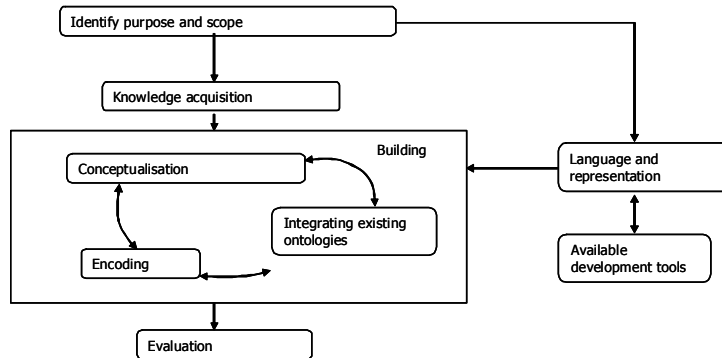 Identify purpose and scope
Knowledge acquisition
Building
Conceptualisation
Integrating existing
ontologies
Encoding
Language and
representation
Available
development tools
Evaluation